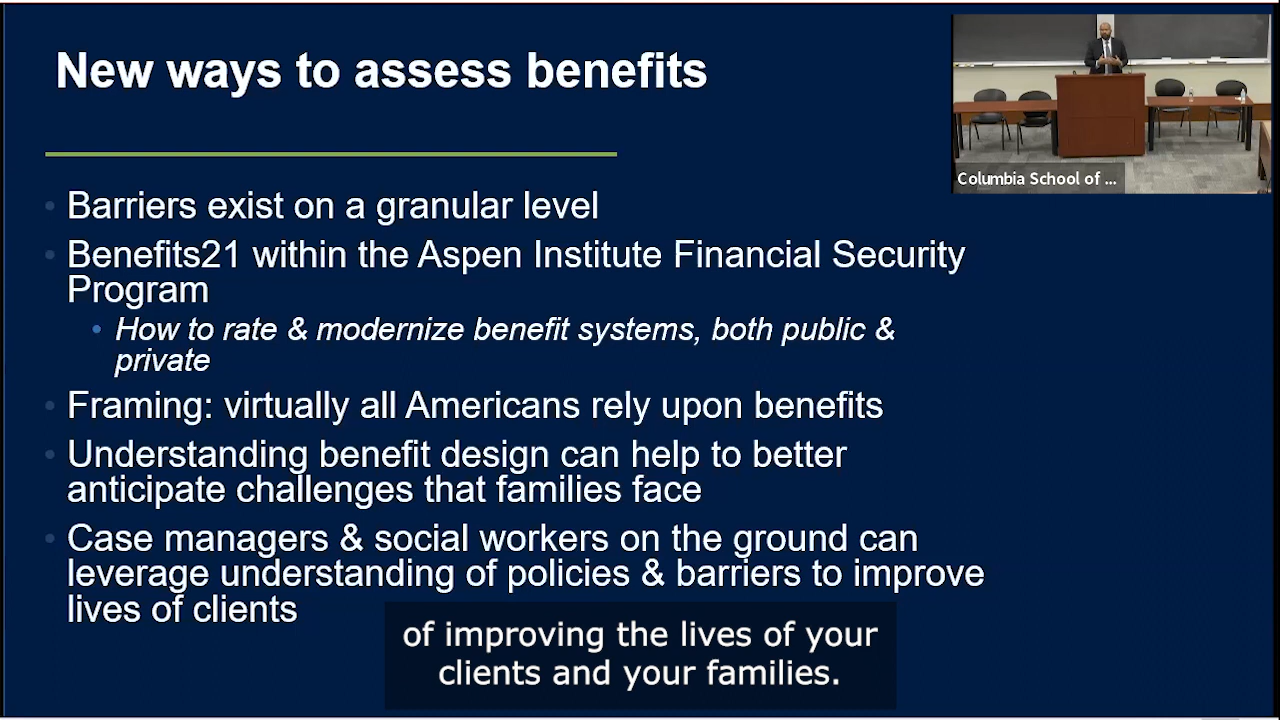 New ways to assess benefits
Columbia School of ...
Barriers exist on a granular level
Benefits21 within the Aspen Institute Financial Security
Program
How to rate & modernize benefit systems, both public &
private
Framing: virtually all Americans rely upon benefits
Understanding benefit design can help to better
anticipate challenges that families face
Case managers & social workers on the ground can
leverage understanding of policies & barriers to improve
lives of clients
of improving the lives of your
clients and your families.